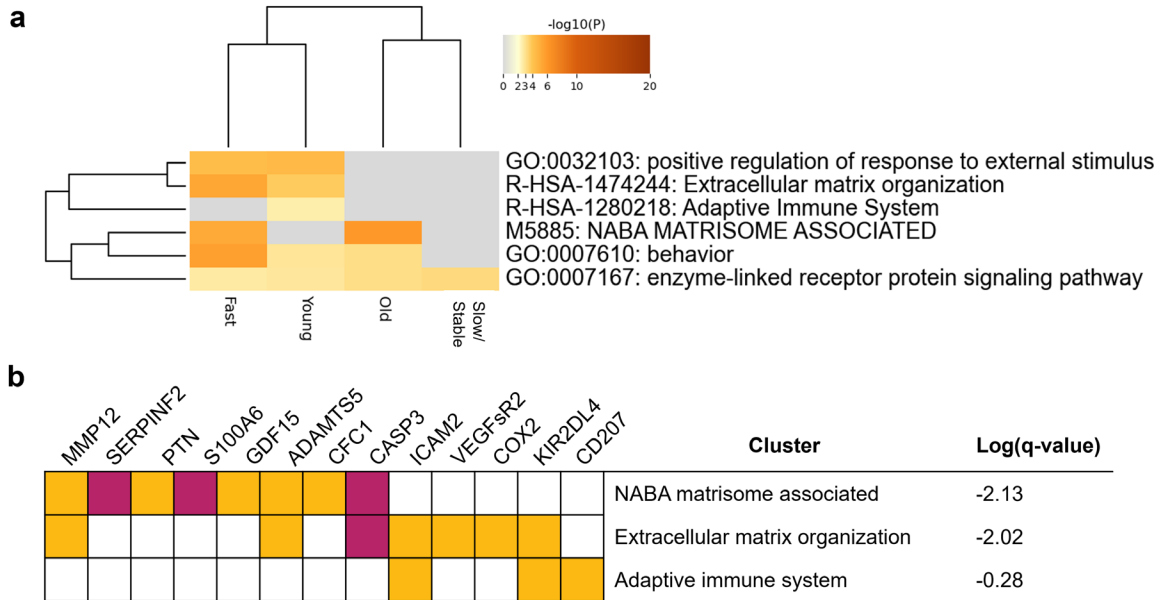 a
-log10(P)
0 2 3 4 6 10 20
GO:0032103: positive regulation of response to external stimulus
R-HSA-1474244: Extracellular matrix organization
R-HSA-1280218: Adaptive Immune System
M5885: NABA MATRISOME ASSOCIATED
GO:0007610: behavior
GO:0007167: enzyme-linked receptor protein signaling pathway
Fast
Young
Old
Slow/
Stable
b
MMP12
SERPINF2
PTN
S100A6
GDF15
ADAMTS5
CFC1
CASP3
ICAM2
VEGFsR2
COX2
KIR2DL4
CD207
Cluster Log(q-value)
NABA matrisome associated -2.13
Extracellular matrix organization -2.02
Adaptive immune system -0.28